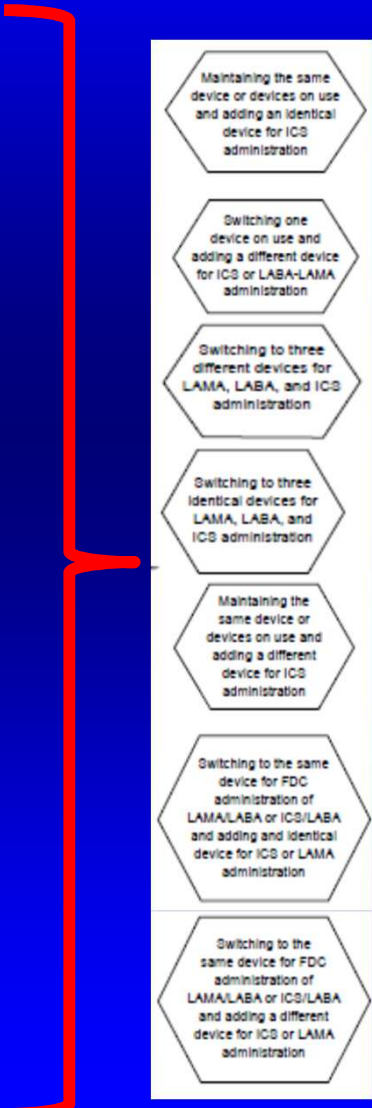 Maintaining the same
device or devices on use
and adding an identical
device for ICS
administration
Switching one
device on use and
adding a different device
for ICS or LABA-LAMA
administration
Switching to three
different devices for
LAMA, LABA, and ICS
administration
Switching to three
identical devices for
LAMA, LABA, and
ICS administration
Maintaining the
same device or
devices on use and
adding a different
device for ICS
administration
Switching to the same
device for FDC
administration of
LAMA/LABA or ICS/LABA
and adding and identical
device for ICS or LAMA
administration
Switching to the
same device for FDC
administration of
LAMA/LABA or ICS/LABA
and adding a different
device for ICS or LAMA
administration